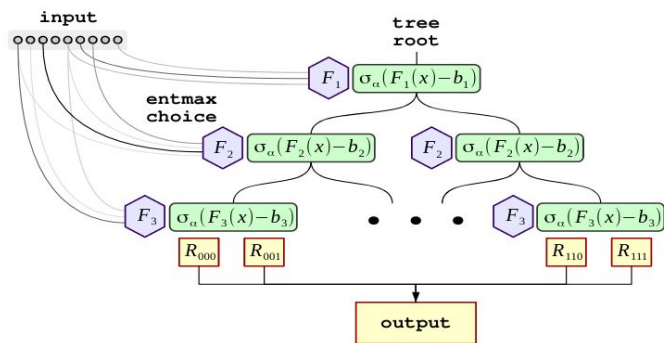 input
tree
root
F₁ σα(F₁(x)−b₁)
entmax
choice
F₂ σα(F₂(x)−b₂) F₂ σα(F₂(x)−b₂)
F₃ σα(F₃(x)−b₃) F₃ σα(F₃(x)−b₃)
R₀₀₀ R₀₀₁ R₁₁₀ R₁₁₁
output